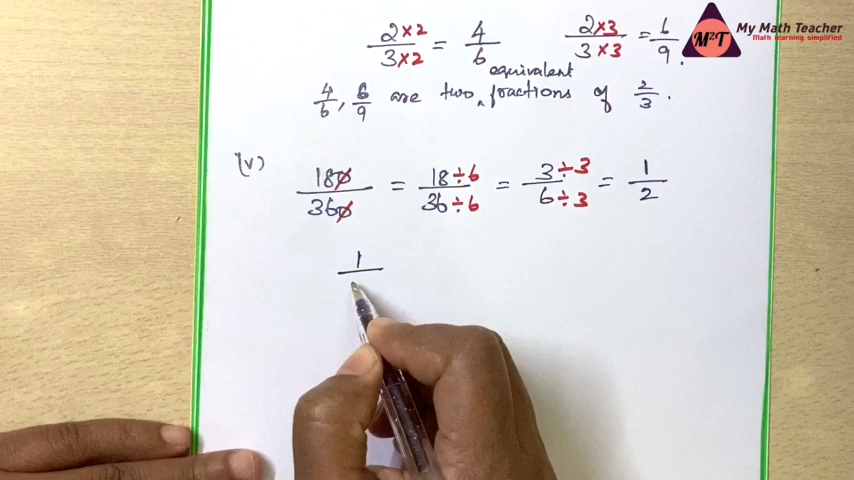 2×2/3×2 = 4/6 2×3/3×3 = 6/9.
equivalent
4/6, 6/9 are two fractions of 2/3.
(v) 180/360 = 18÷6/36÷6 = 3÷3/6÷3 = 1/2
1
M²T My Math Teacher
Math learning simplified